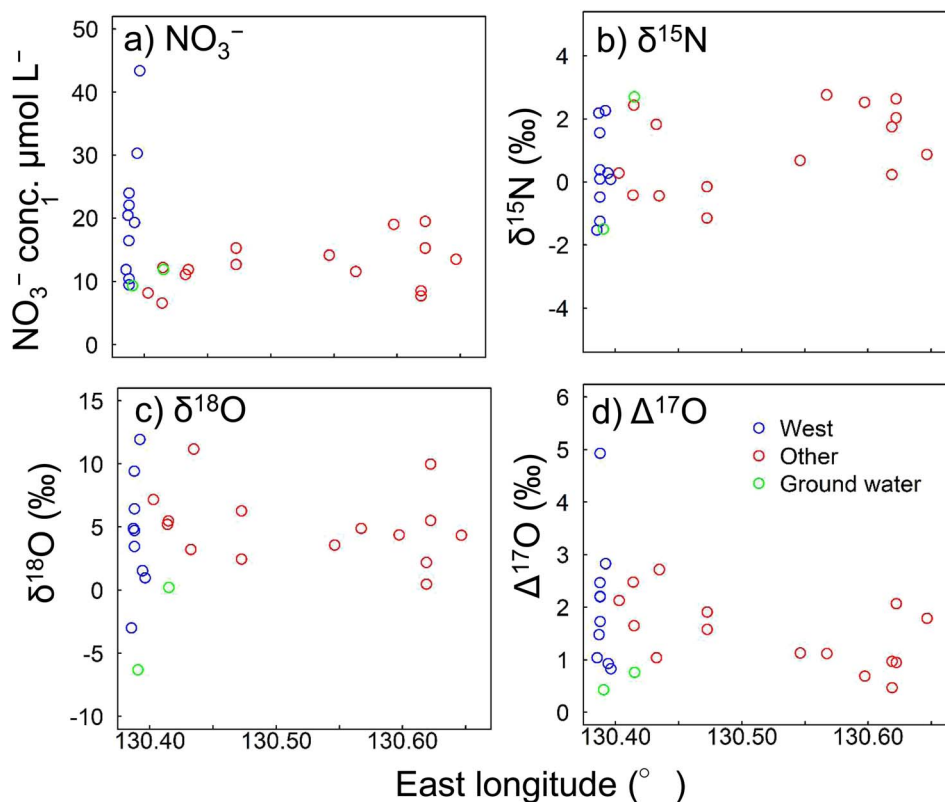 a) NO₃⁻
NO₃⁻ conc. μmol L⁻
1
50
40
30
20
10
0
b) δ¹⁵N
δ¹⁵N (‰)
4
2
0
-2
-4
c) δ¹⁸O
δ¹⁸O (‰)
15
10
5
0
-5
-10
130.40
130.50
130.60
d) Δ¹⁷O
Δ¹⁷O (‰)
6
5
4
3
2
1
0
West
Other
Ground water
130.40
130.50
130.60
East longitude (° )